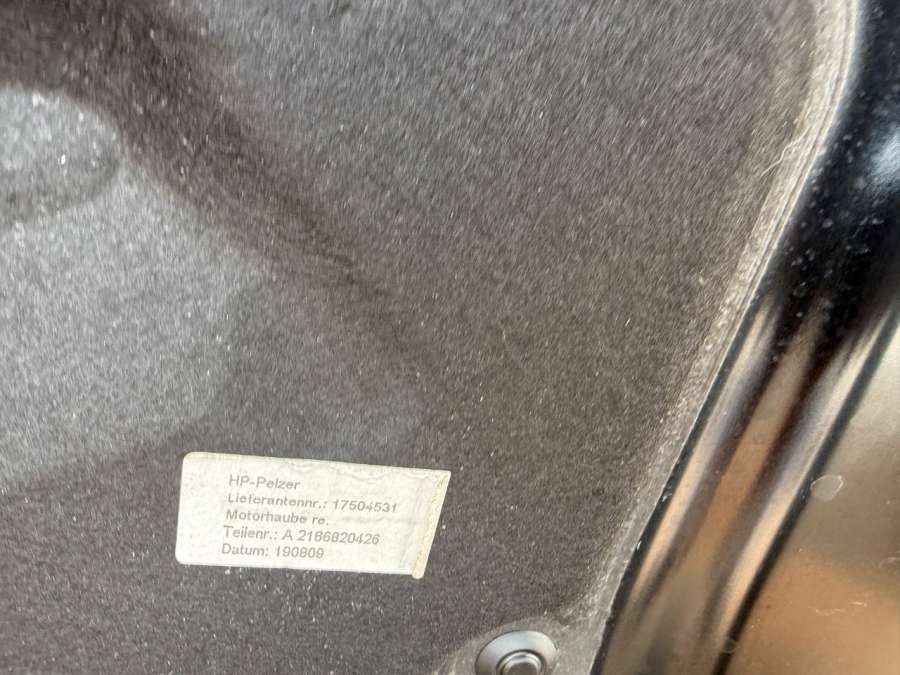 HP-Pelzer
Lieferantennr.: 17504531
Motorhaube re.
Teilenr.: A 2186820426
Datum: 190809